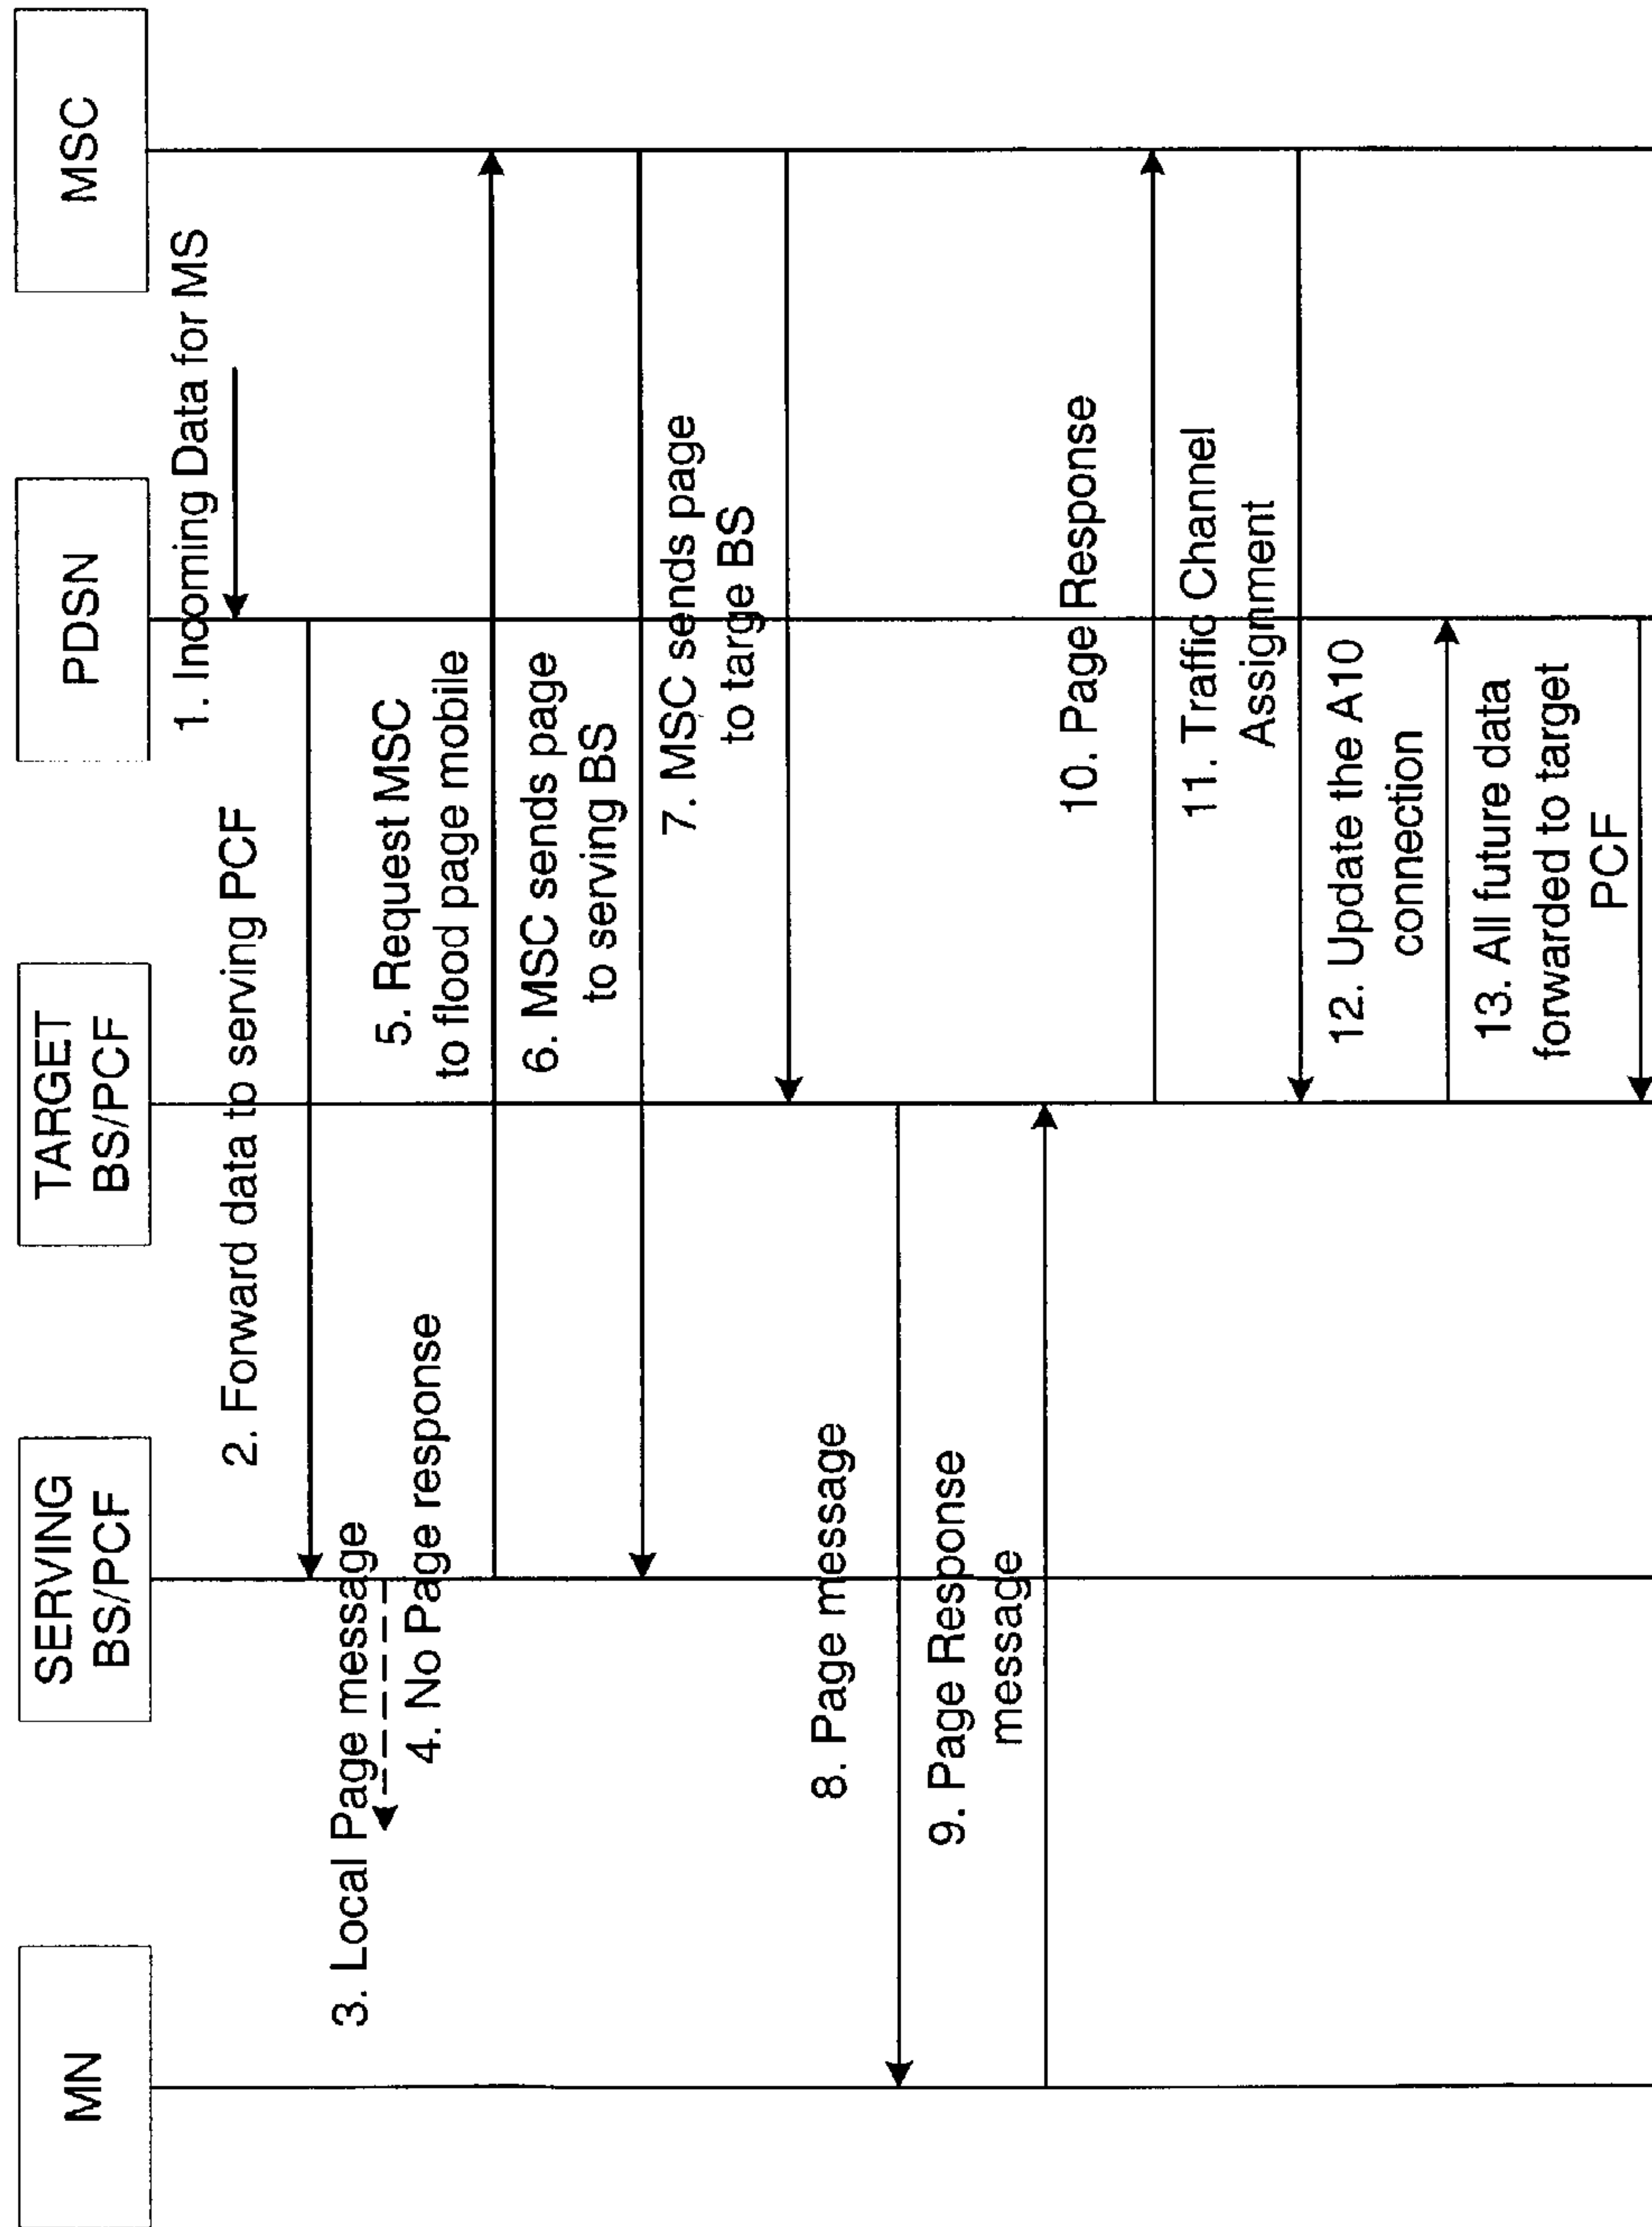 MN
SERVING
BS/PCF
TARGET
BS/PCF
PDSN
MSC
1. Incoming Data for MS
2. Forward data to serving PCF
3. Local Page message
4. No Page response
5. Request MSC
to flood page mobile
6. MSC sends page
to serving BS
7. MSC sends page
to targe BS
8. Page message
9. Page Response
message
10. Page Response
11. Traffic Channel
Assignment
12. Update the A10
connection
13. All future data
forwarded to target
PCF